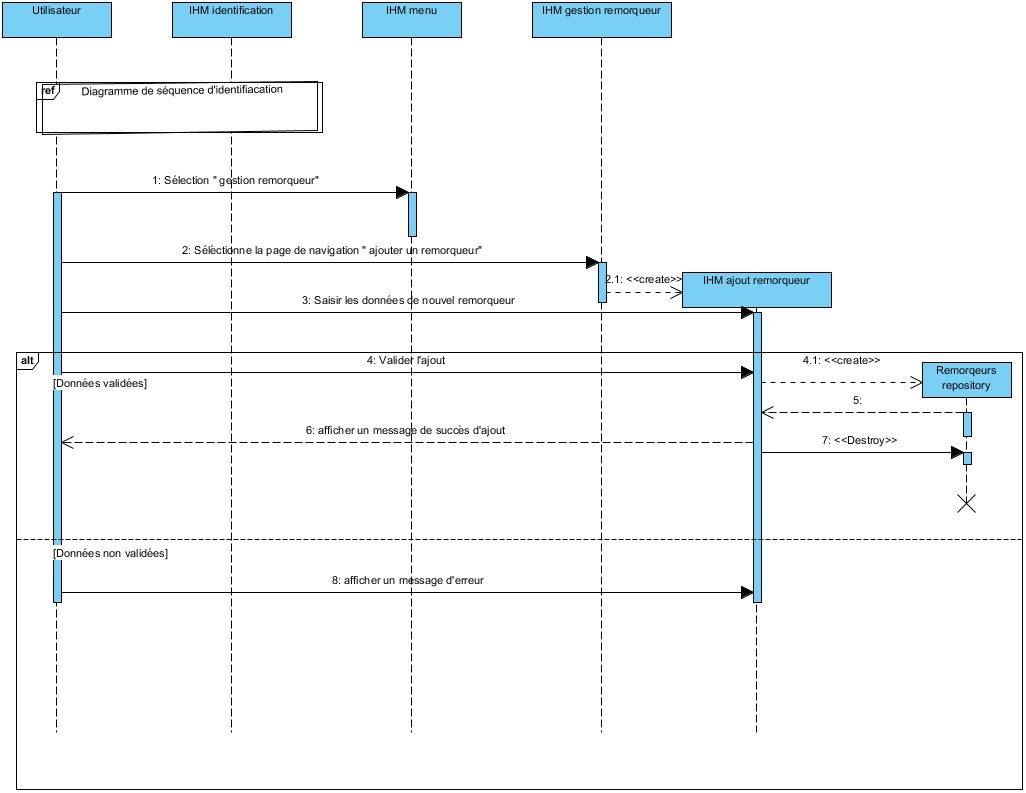 Utilisateur
IHM identification
IHM menu
IHM gestion remorqueur
ref
Diagramme de séquence d'identifiacation
1: Sélection " gestion remorqueur"
2: Sélèctionne la page de navigation " ajouter un remorqueur"
2.1: <<create>>
IHM ajout remorqueur
3: Saisir les données de nouvel remorqueur
alt
4: Valider l'ajout
4.1: <<create>>
Remorqeurs
repository
[Données validées]
5:
6: afficher un message de succès d'ajout
7: <<Destroy>>
[Données non validées]
8: afficher un message d'erreur